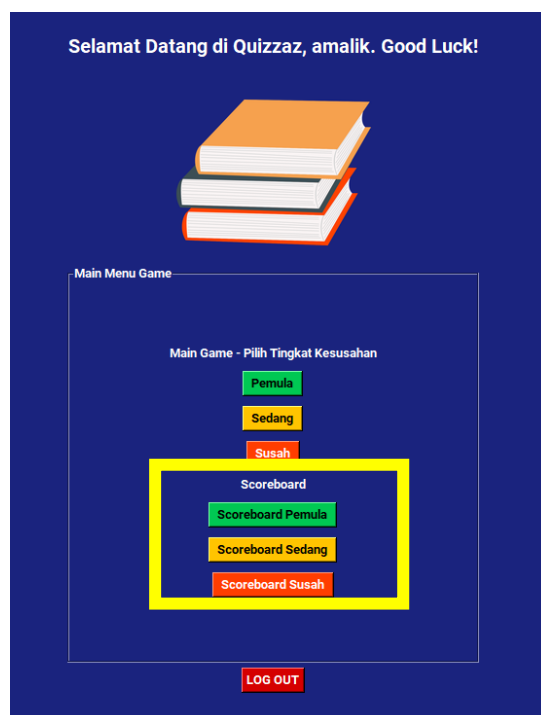 Selamat Datang di Quizzaz, amalik. Good Luck!
Main Menu Game
Main Game - Pilih Tingkat Kesusahan
Pemula
Sedang
Susah
Scoreboard
Scoreboard Pemula
Scoreboard Sedang
Scoreboard Susah
LOG OUT